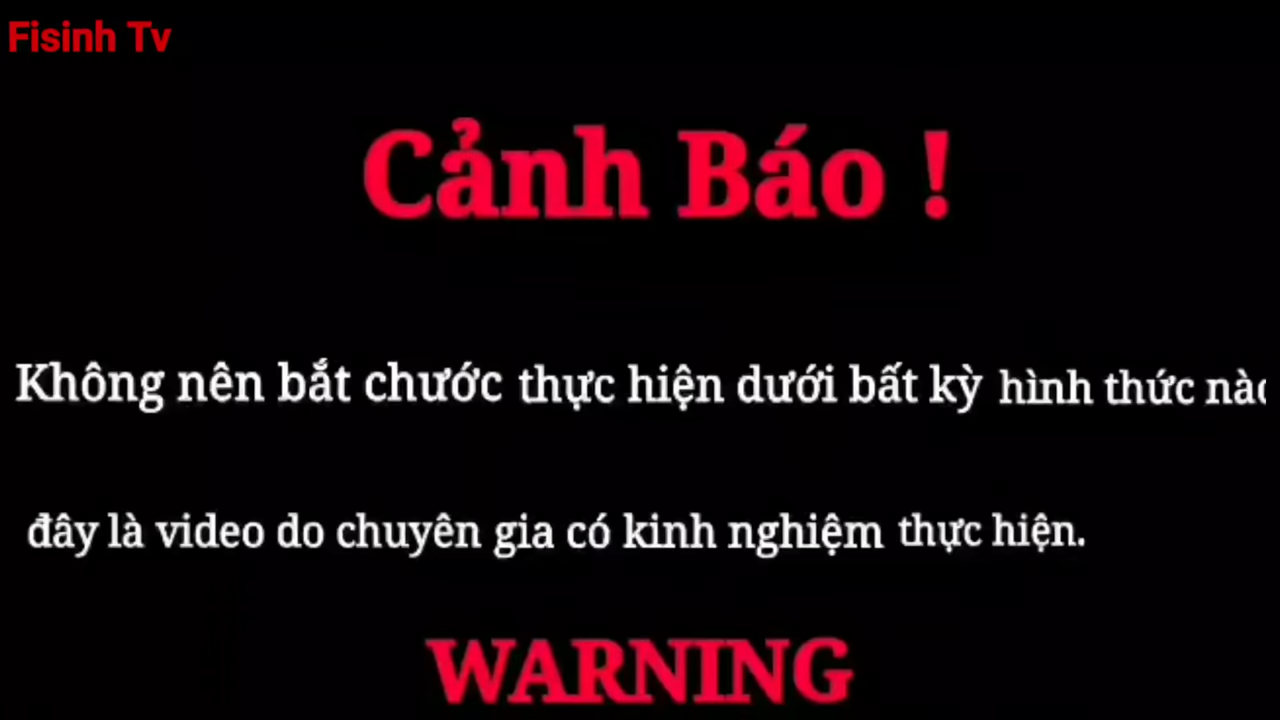 Fisinh Tv
Cảnh Báo !
Không nên bắt chước thực hiện dưới bất kỳ hình thức nào
đây là video do chuyên gia có kinh nghiệm thực hiện.
WARNING